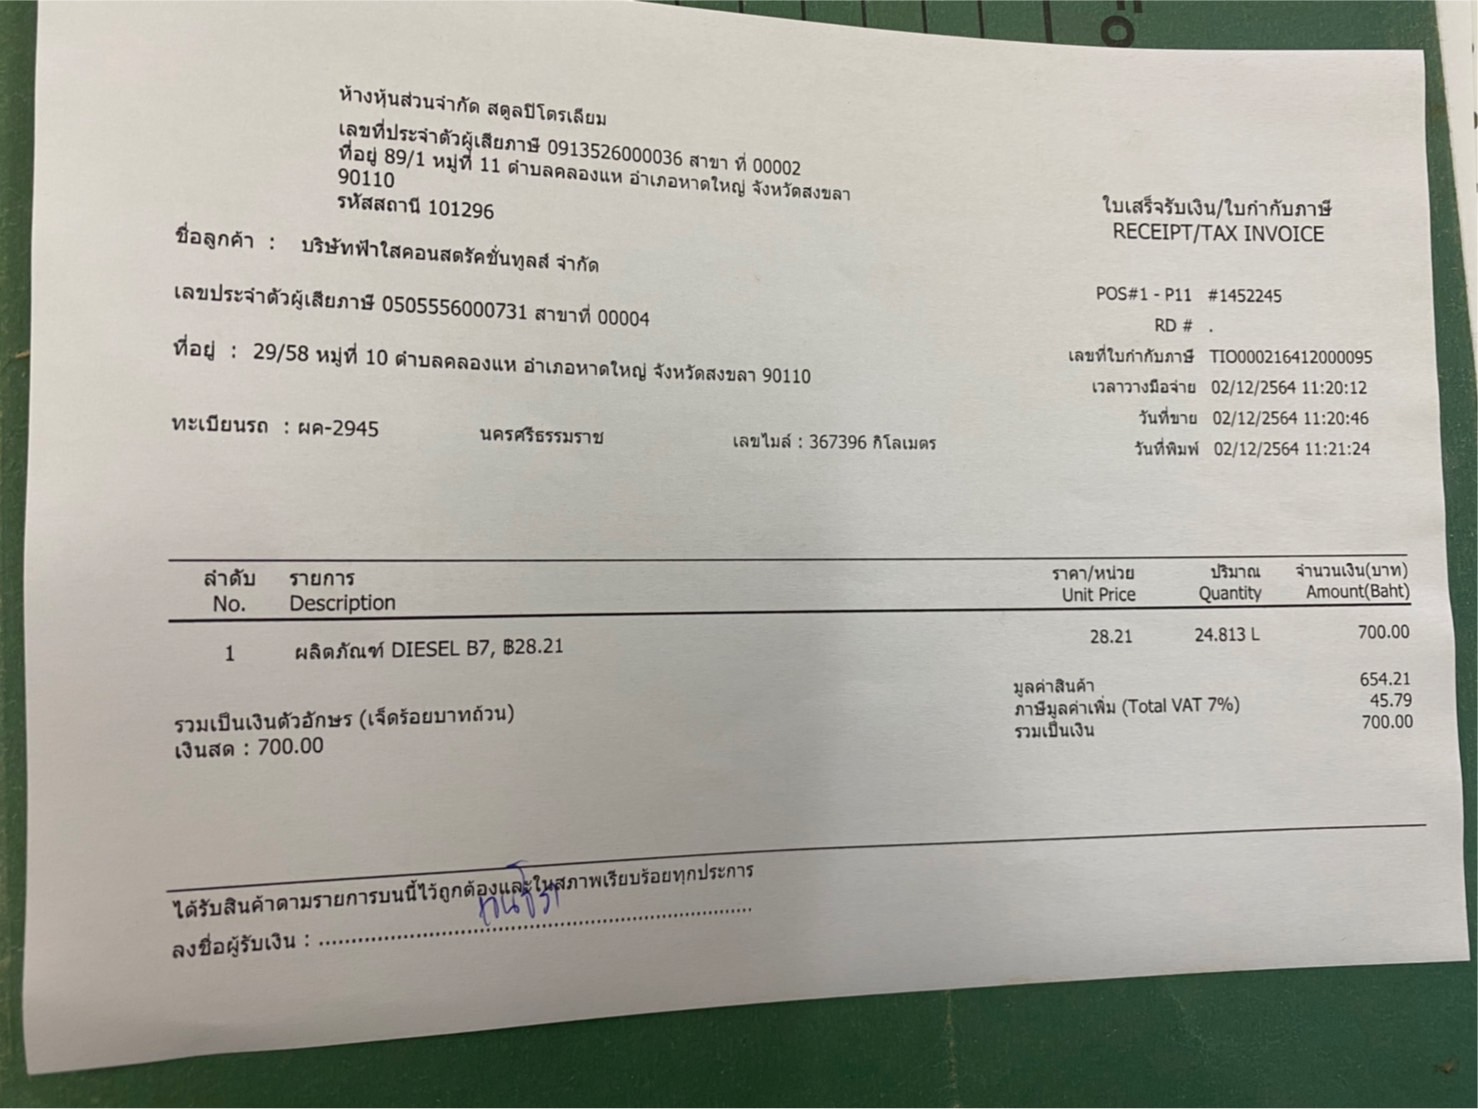 ห้างหุ้นส่วนจำกัด สตูลปิโตรเลียม
เลขที่ประจำตัวผู้เสียภาษี 0913526000036 สาขา ที่ 00002
ที่อยู่ 89/1 หมู่ที่ 11 ตำบลคลองแห อำเภอหาดใหญ่ จังหวัดสงขลา
90110
รหัสสถานี 101296
ใบเสร็จรับเงิน/ใบกำกับภาษี
RECEIPT/TAX INVOICE
ชื่อลูกค้า : บริษัทฟ้าใสคอนสตรัคชั่นทูลส์ จำกัด
เลขประจำตัวผู้เสียภาษี 0505556000731 สาขาที่ 00004
ที่อยู่ : 29/58 หมู่ที่ 10 ตำบลคลองแห อำเภอหาดใหญ่ จังหวัดสงขลา 90110
ทะเบียนรถ : ผค-2945 นครศรีธรรมราช เลขไมล์ : 367396 กิโลเมตร
POS#1 - P11 #1452245
RD # .
เลขที่ใบกำกับภาษี TIO000216412000095
เวลาวางมือจ่าย 02/12/2564 11:20:12
วันที่ขาย 02/12/2564 11:20:46
วันที่พิมพ์ 02/12/2564 11:21:24
ลำดับ รายการ ราคา/หน่วย ปริมาณ จำนวนเงิน(บาท)
No. Description Unit Price Quantity Amount(Baht)
1 ผลิตภัณฑ์ DIESEL B7, ฿28.21 28.21 24.813 L 700.00
มูลค่าสินค้า 654.21
ภาษีมูลค่าเพิ่ม (Total VAT 7%) 45.79
รวมเป็นเงิน 700.00
รวมเป็นเงินตัวอักษร (เจ็ดร้อยบาทถ้วน)
เงินสด : 700.00
ได้รับสินค้าตามรายการบนนี้ไว้ถูกต้องและในสภาพเรียบร้อยทุกประการ
ลงชื่อผู้รับเงิน : ........................................